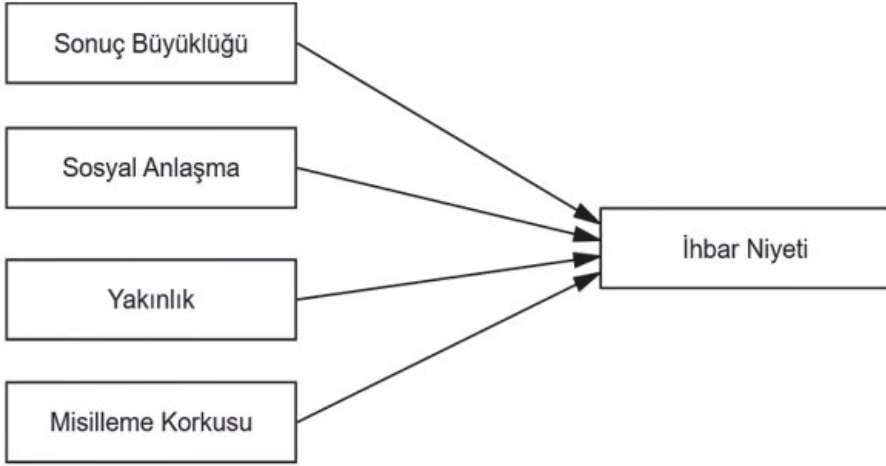 Sonuç Büyüklüğü
Sosyal Anlaşma
Yakınlık
Misilleme Korkusu
İhbar Niyeti